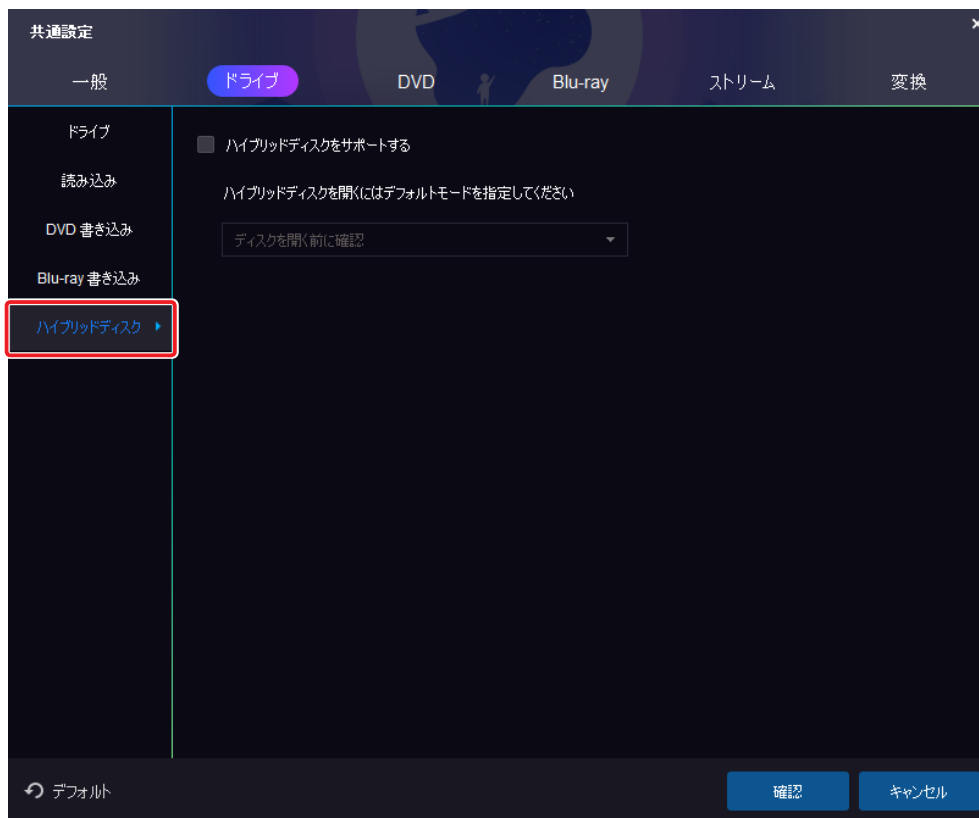 共通設定
一般
ドライブ
DVD
Blu-ray
ストリーム
変換
ドライブ
読み込み
DVD 書き込み
Blu-ray 書き込み
ハイブリッドディスク
ハイブリッドディスクをサポートする
ハイブリッドディスクを開くにはデフォルトモードを指定してください
ディスクを開く前に確認
デフォルト
確認
キャンセル